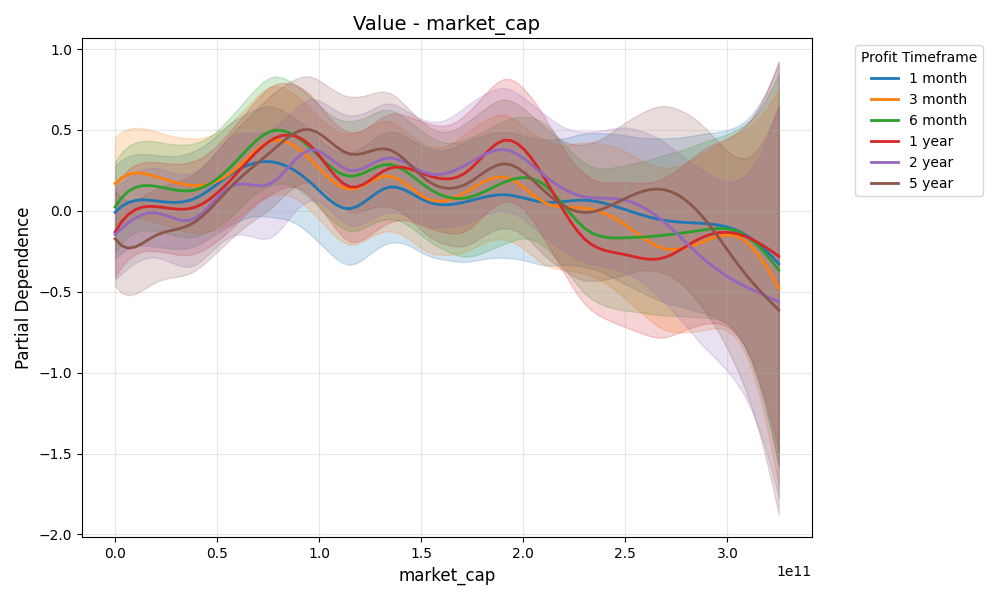 Value - market_cap
Partial Dependence
1.0
0.5
0.0
−0.5
−1.0
−1.5
−2.0
0.0 0.5 1.0 1.5 2.0 2.5 3.0
1e11
market_cap
Profit Timeframe
1 month
3 month
6 month
1 year
2 year
5 year